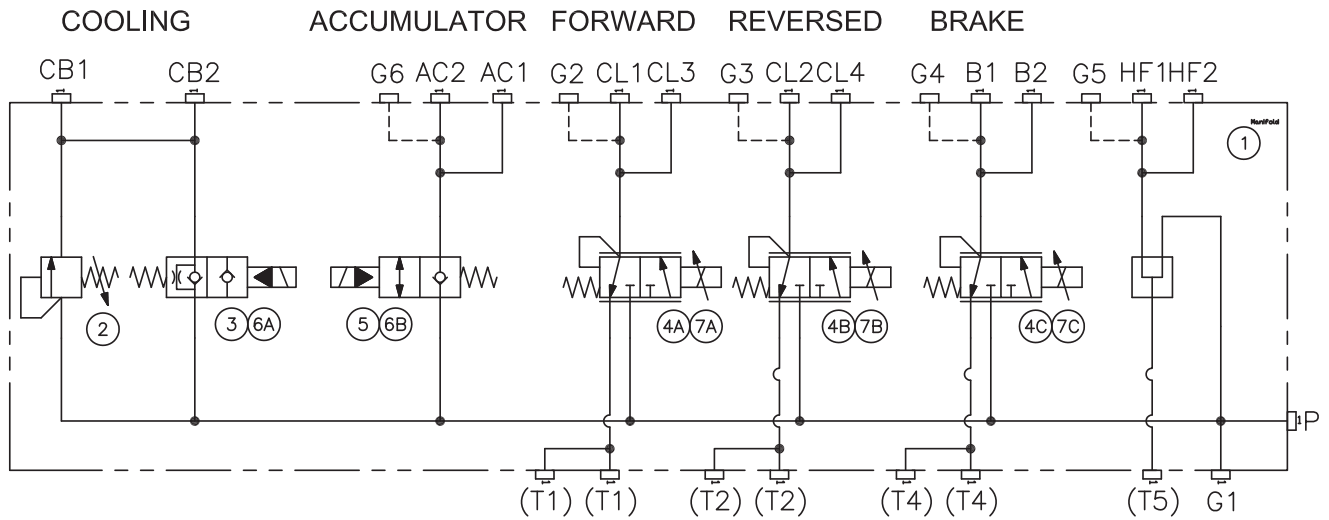 COOLING ACCUMULATOR FORWARD REVERSED BRAKE
CB1 CB2 G6 AC2 AC1 G2 CL1 CL3 G3 CL2 CL4 G4 B1 B2 G5 HF1 HF2
Manifold
1
2 3 6A 5 6B 4A 7A 4B 7B 4C 7C
P
(T1) (T1) (T2) (T2) (T4) (T4) (T5) G1